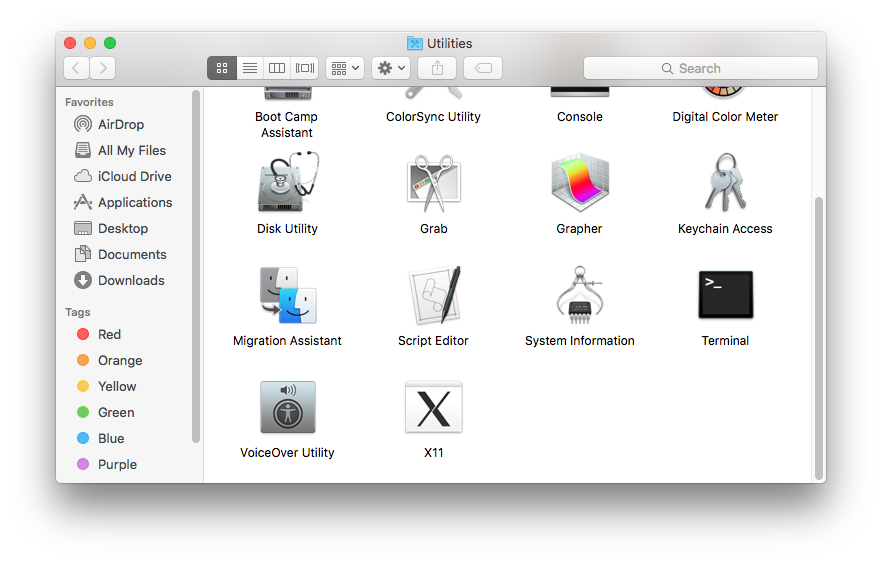 Utilities
Search
Favorites
AirDrop
All My Files
iCloud Drive
Applications
Desktop
Documents
Downloads
Tags
Red
Orange
Yellow
Green
Blue
Purple
Boot Camp
Assistant
ColorSync Utility
Console
Digital Color Meter
Disk Utility
Grab
Grapher
Keychain Access
Migration Assistant
Script Editor
System Information
>_
Terminal
VoiceOver Utility
X
X11